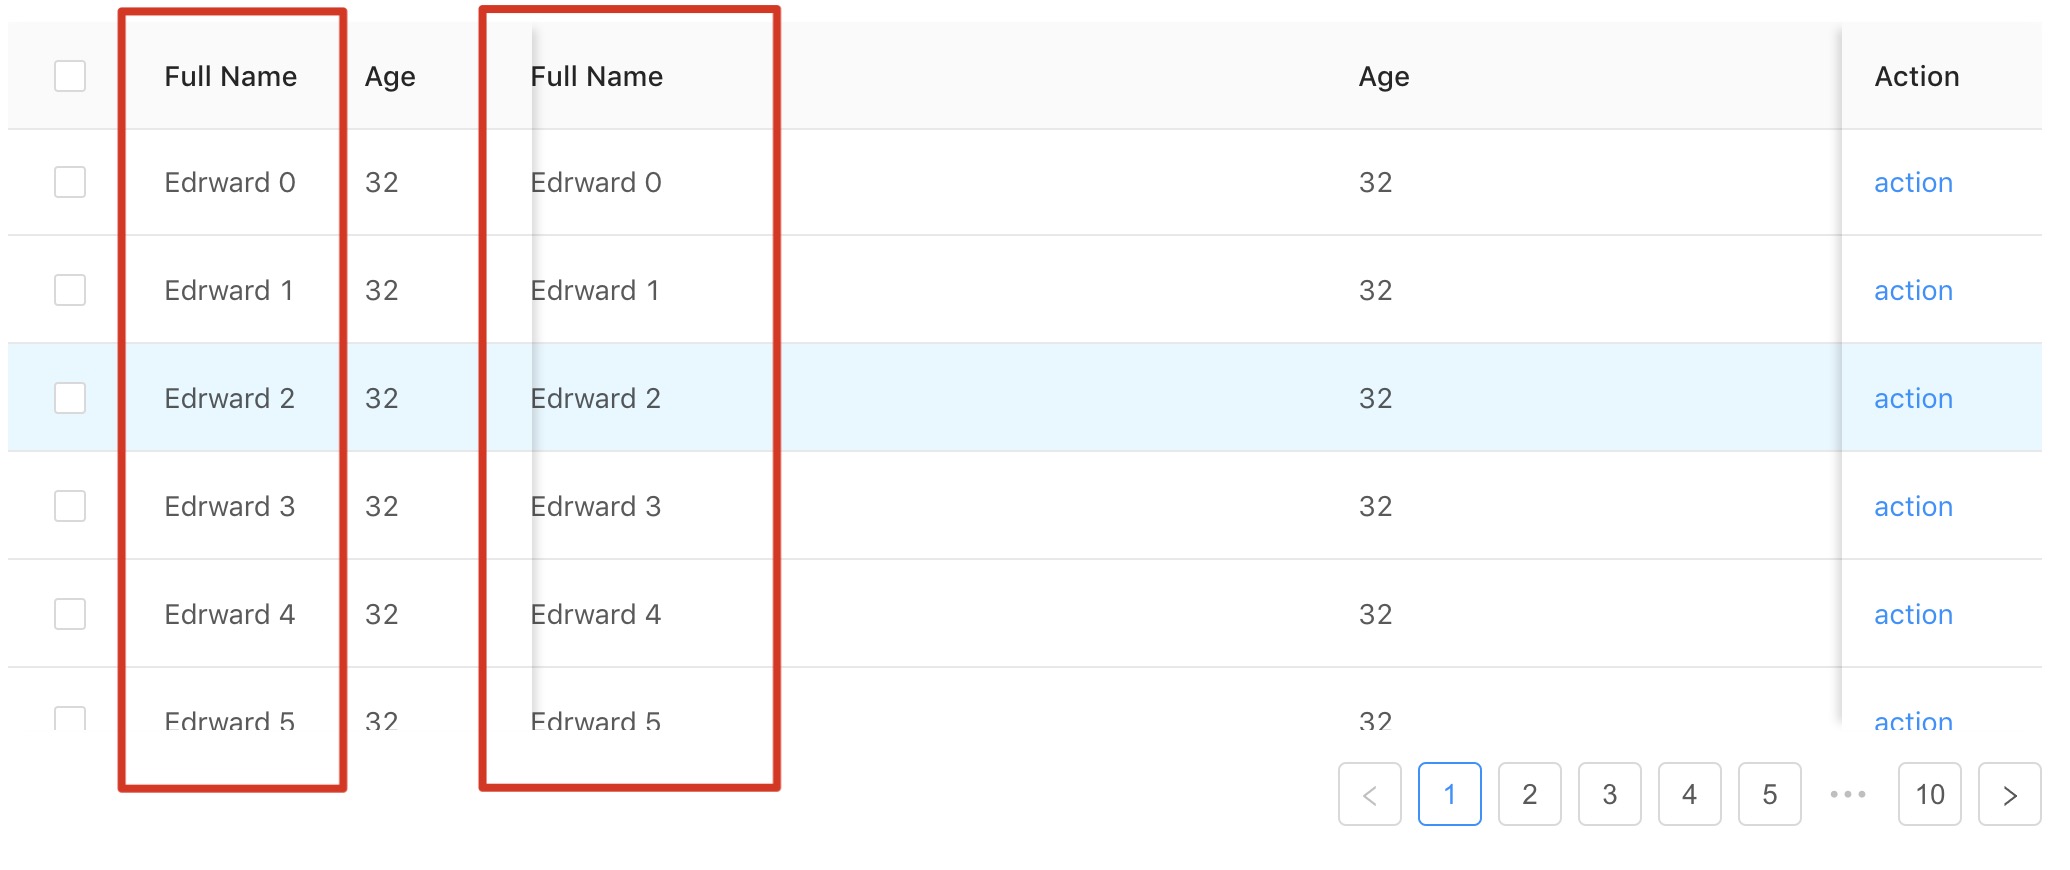 Full Name Age Full Name Age Action
Edrward 0 32 Edrward 0 32 action
Edrward 1 32 Edrward 1 32 action
Edrward 2 32 Edrward 2 32 action
Edrward 3 32 Edrward 3 32 action
Edrward 4 32 Edrward 4 32 action
Edrward 5 32 Edrward 5 32 action
< 1 2 3 4 5 ••• 10 >